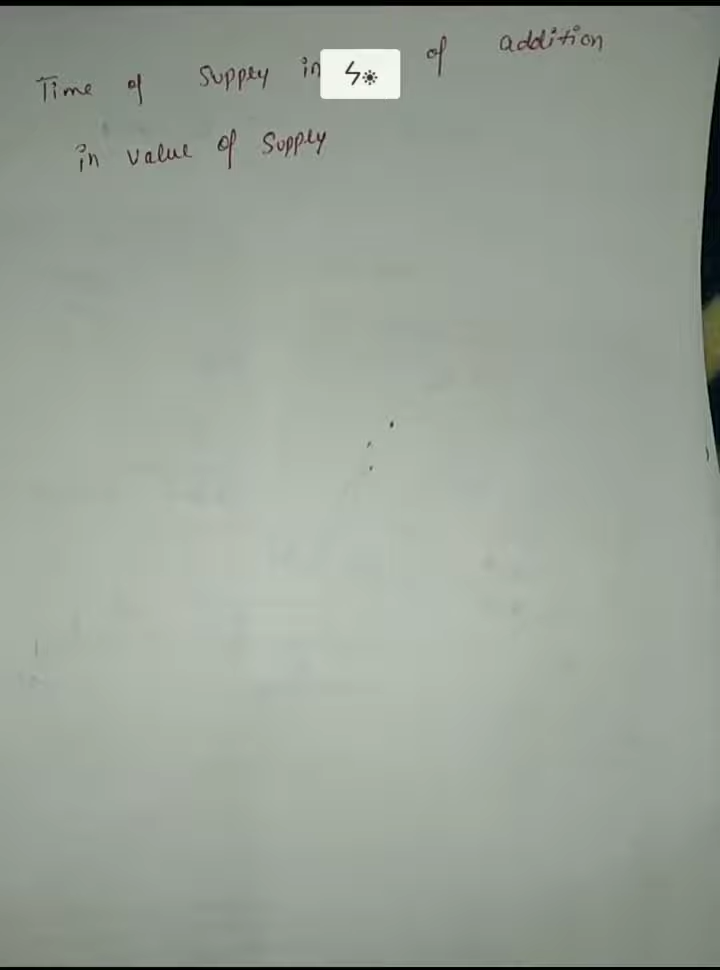 Time of Supply in of addition
in value of Supply